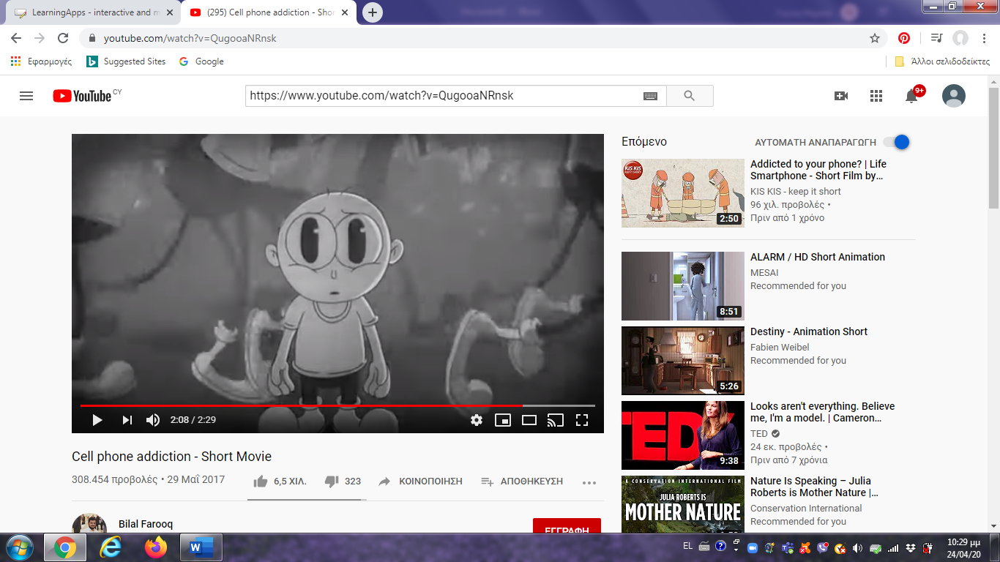 LearningApps - interactive and m
(295) Cell phone addiction - Shor
youtube.com/watch?v=QugooaNRnsk
Εφαρμογές
Suggested Sites
Google
Άλλοι σελιδοδείκτες
YouTube CY
https://www.youtube.com/watch?v=QugooaNRnsk
9+
2:08 / 2:29
Cell phone addiction - Short Movie
308.454 προβολές • 29 Μαΐ 2017
6,5 ΧΙΛ.
323
ΚΟΙΝΟΠΟΙΗΣΗ
ΑΠΟΘΗΚΕΥΣΗ
Bilal Farooq
ΕΓΓΡΑΦΗ
Επόμενο
ΑΥΤΟΜΑΤΗ ΑΝΑΠΑΡΑΓΩΓΗ
KIS KIS
2:50
Addicted to your phone? | Life
Smartphone - Short Film by...
KIS KIS - keep it short
96 χιλ. προβολές •
Πριν από 1 χρόνο
8:51
ALARM / HD Short Animation
MESAI
Recommended for you
5:26
Destiny - Animation Short
Fabien Weibel
Recommended for you
TED
9:38
Looks aren't everything. Believe
me, I'm a model. | Cameron...
TED
24 εκ. προβολές •
Πριν από 7 χρόνια
A CONSERVATION INTERNATIONAL FILM
JULIA ROBERTS IS
MOTHER NATURE
Nature Is Speaking – Julia
Roberts is Mother Nature |...
Conservation International
Recommended for you
EL
10:29 μμ
24/04/20